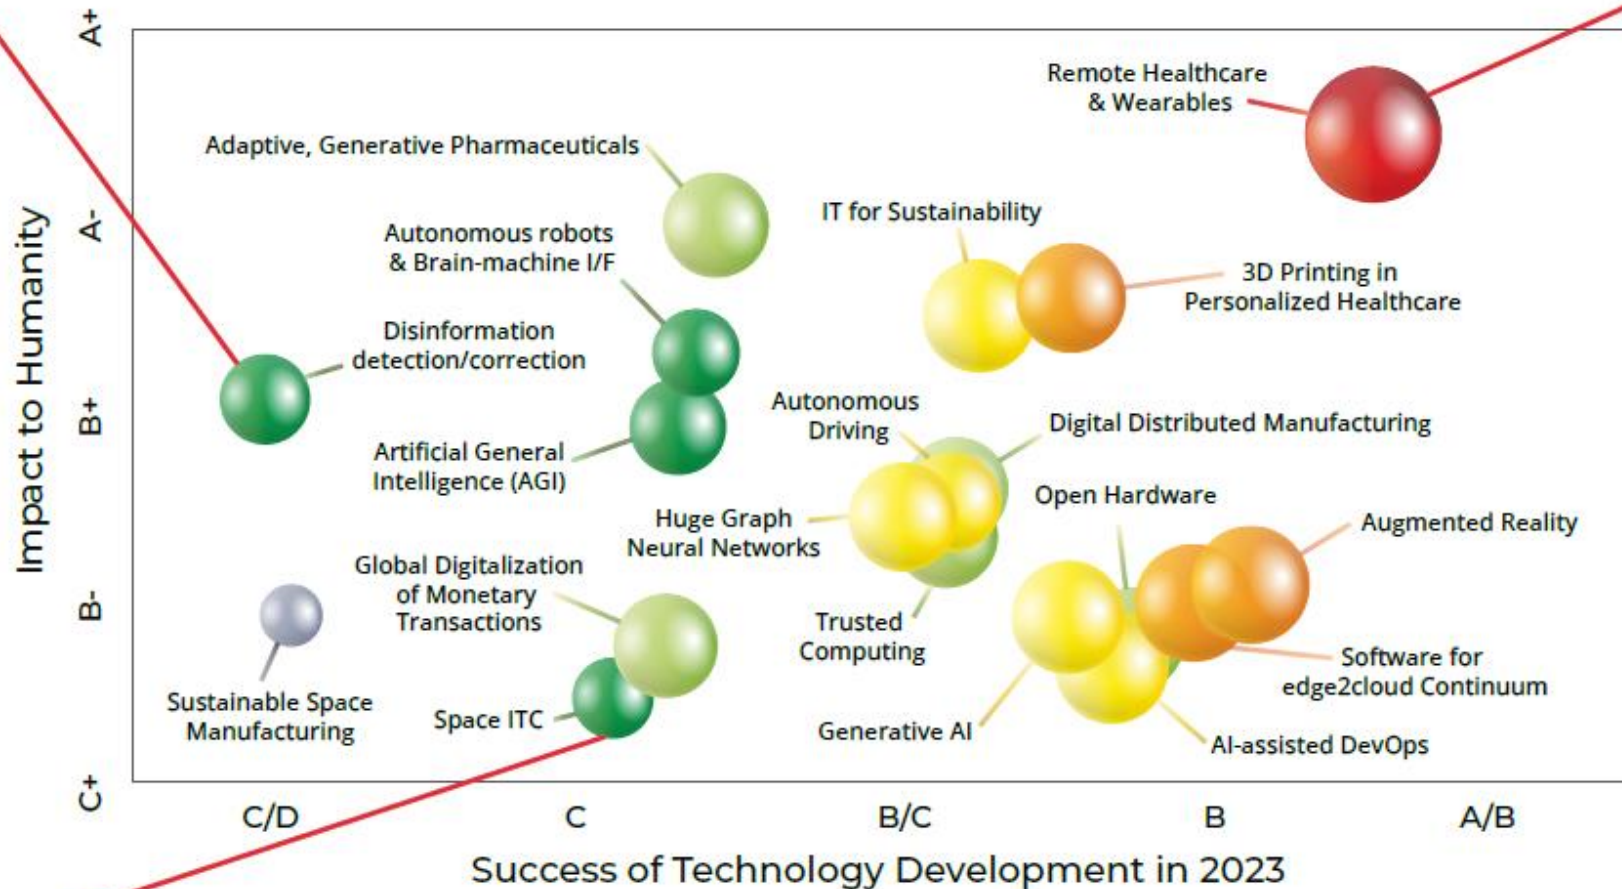 A+
A-
B+
B-
C+
Impact to Humanity
Remote Healthcare
& Wearables
Adaptive, Generative Pharmaceuticals
IT for Sustainability
Autonomous robots
& Brain-machine I/F
3D Printing in
Personalized Healthcare
Disinformation
detection/correction
Autonomous
Driving
Digital Distributed Manufacturing
Artificial General
Intelligence (AGI)
Open Hardware
Huge Graph
Neural Networks
Augmented Reality
Global Digitalization
of Monetary
Transactions
Trusted
Computing
Software for
edge2cloud Continuum
Sustainable Space
Manufacturing
Space ITC
Generative AI
AI-assisted DevOps
C/D
C
B/C
B
A/B
Success of Technology Development in 2023